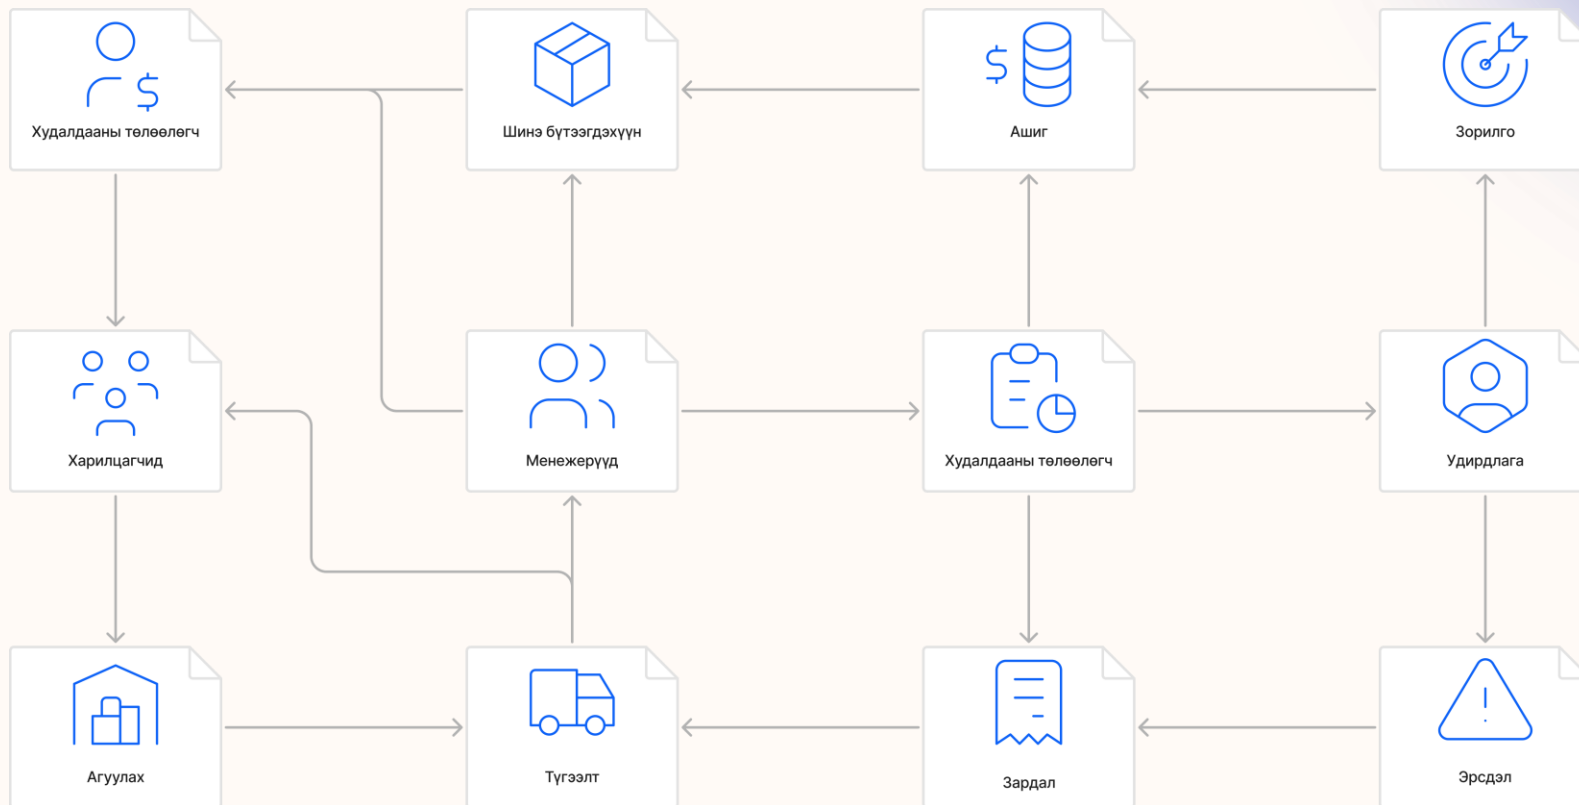 Худалдааны төлөөлөгч
Шинэ бүтээгдэхүүн
Ашиг
Зорилго
Харилцагчид
Менежерүүд
Худалдааны төлөөлөгч
Удирдлага
Агуулах
Түгээлт
Зардал
Эрсдэл